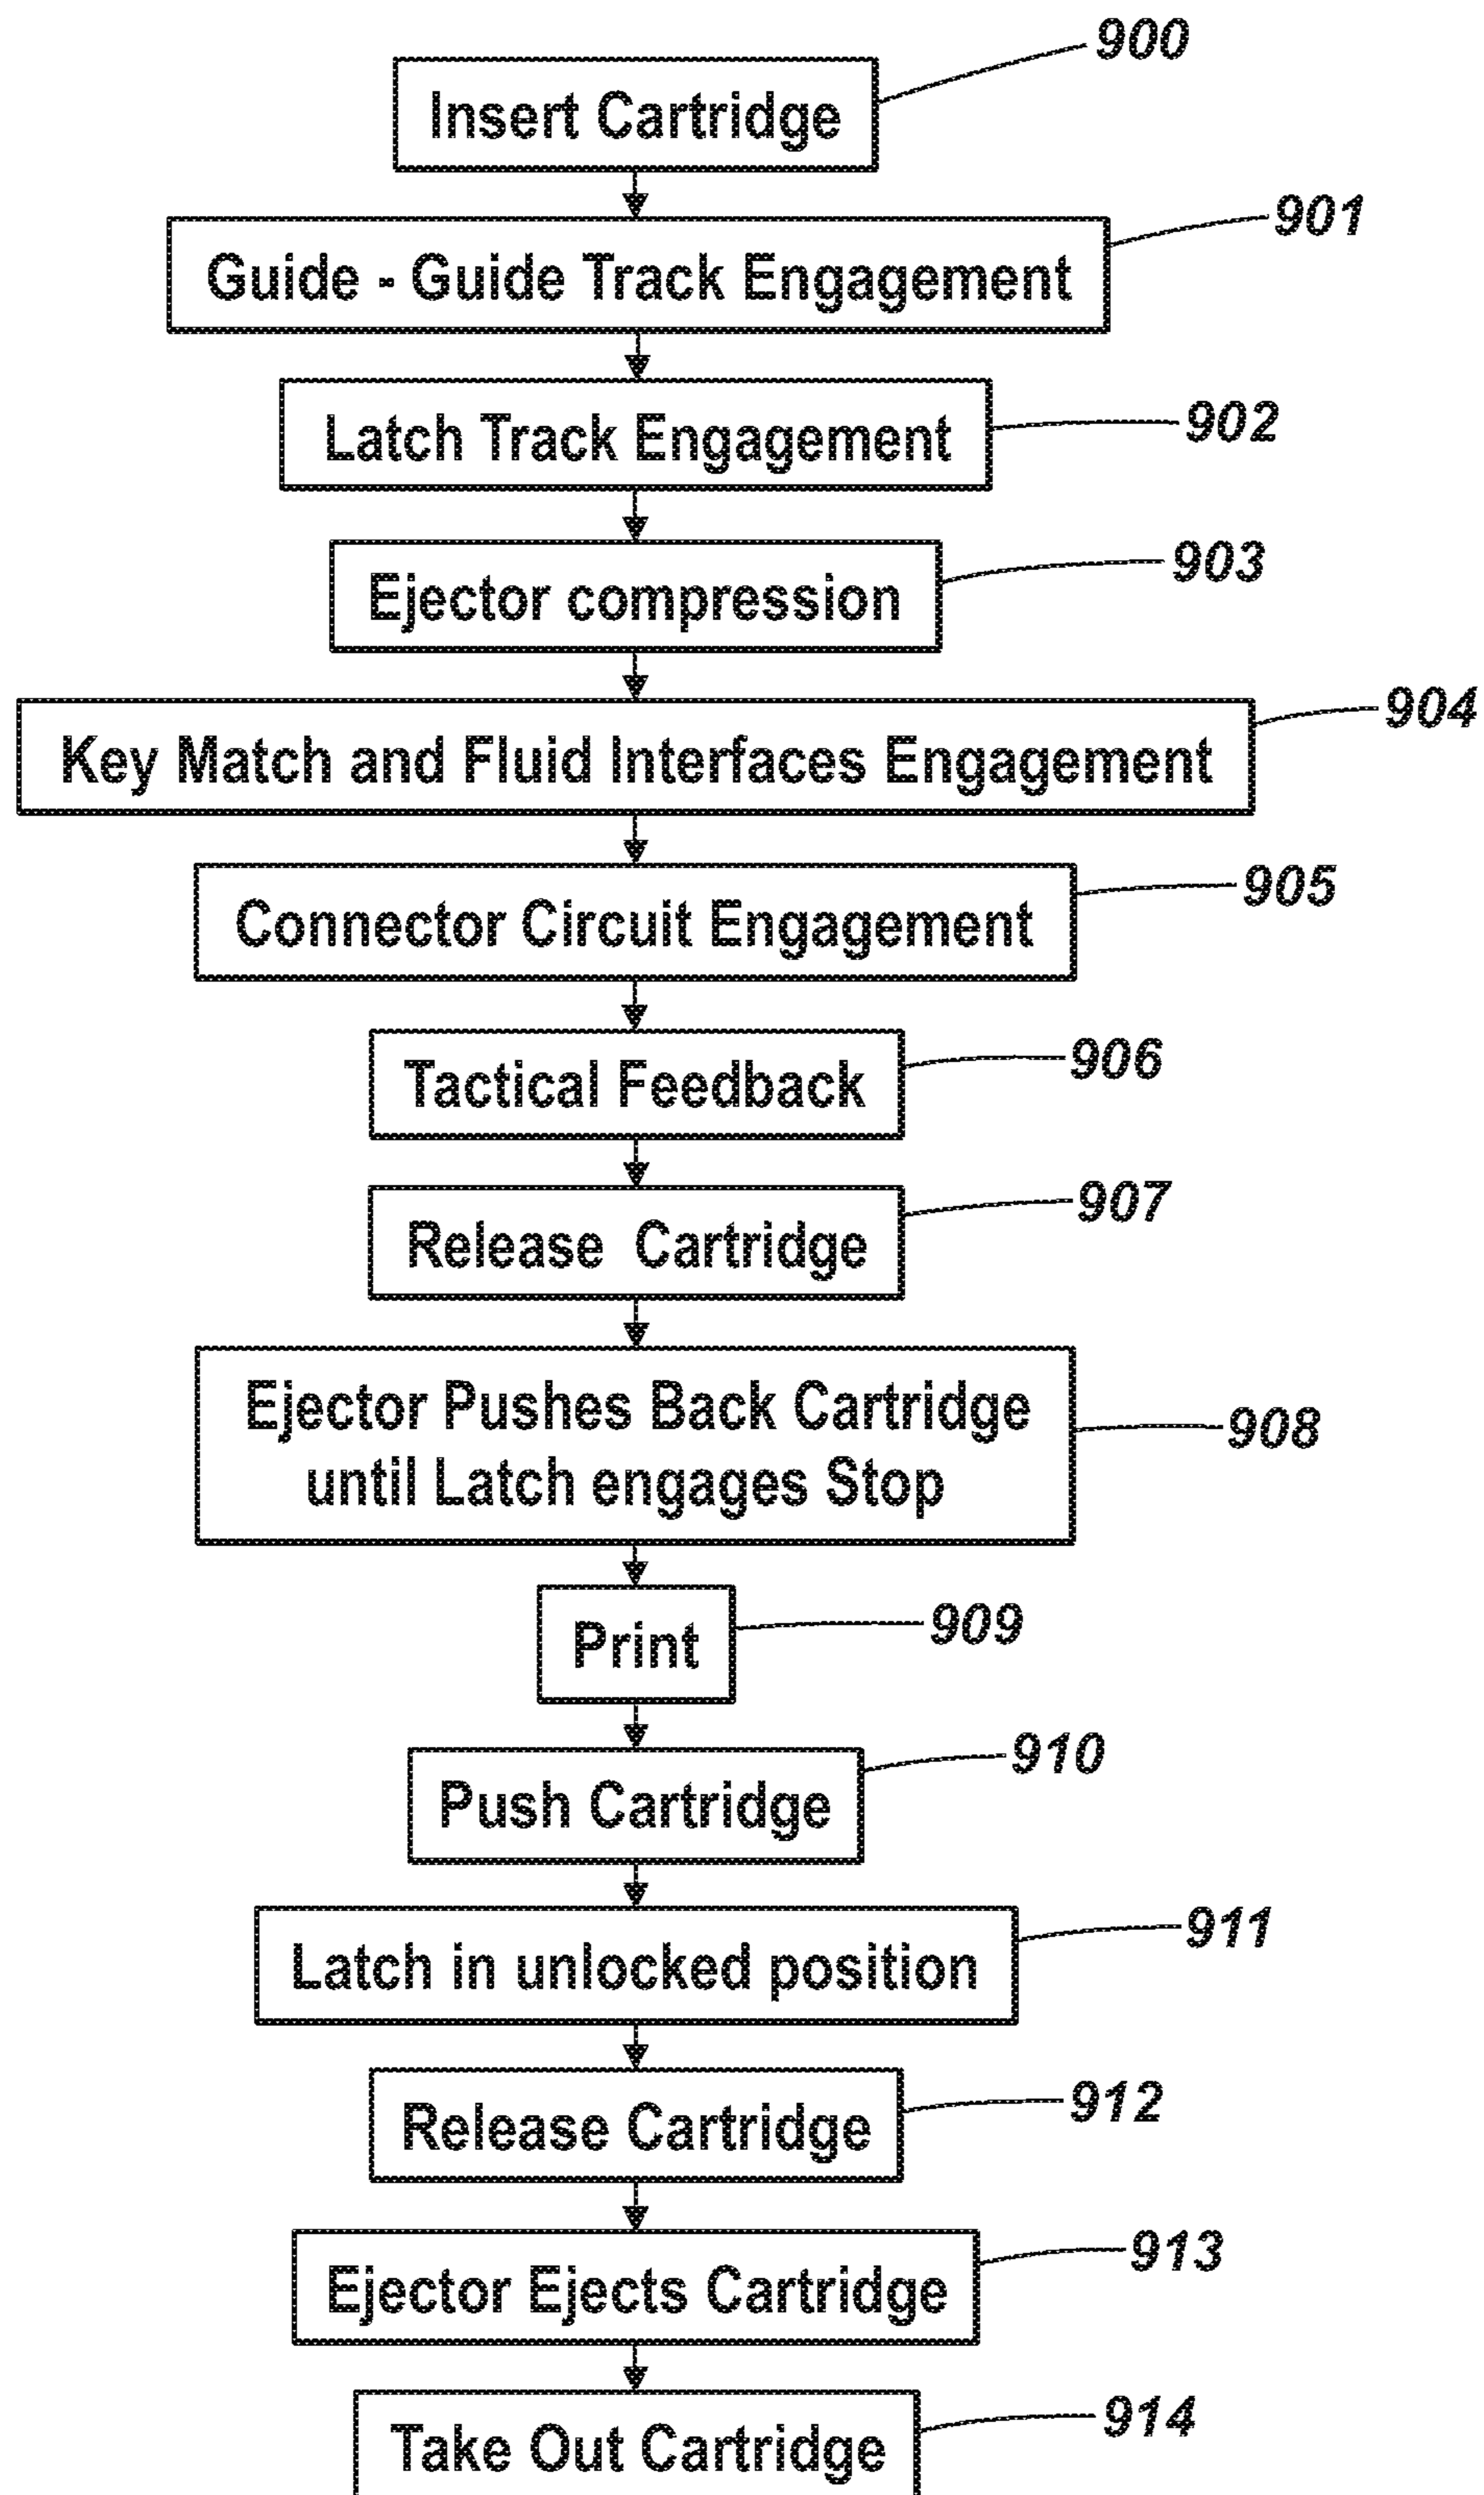 900
Insert Cartridge
901
Guide - Guide Track Engagement
902
Latch Track Engagement
903
Ejector compression
904
Key Match and Fluid Interfaces Engagement
905
Connector Circuit Engagement
906
Tactical Feedback
907
Release Cartridge
908
Ejector Pushes Back Cartridge
until Latch engages Stop
909
Print
910
Push Cartridge
911
Latch in unlocked position
912
Release Cartridge
913
Ejector Ejects Cartridge
914
Take Out Cartridge